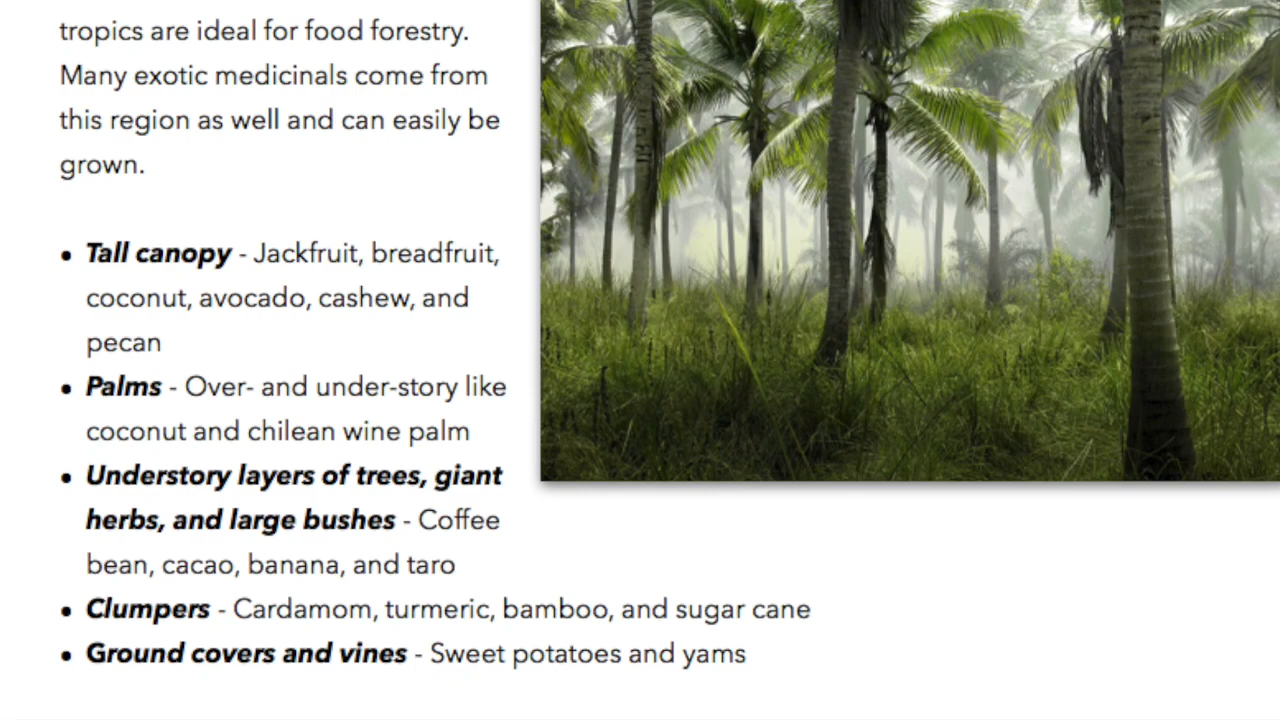 tropics are ideal for food forestry.
Many exotic medicinals come from
this region as well and can easily be
grown.
• Tall canopy - Jackfruit, breadfruit,
coconut, avocado, cashew, and
pecan
• Palms - Over- and under-story like
coconut and chilean wine palm
• Understory layers of trees, giant
herbs, and large bushes - Coffee
bean, cacao, banana, and taro
• Clumpers - Cardamom, turmeric, bamboo, and sugar cane
• Ground covers and vines - Sweet potatoes and yams